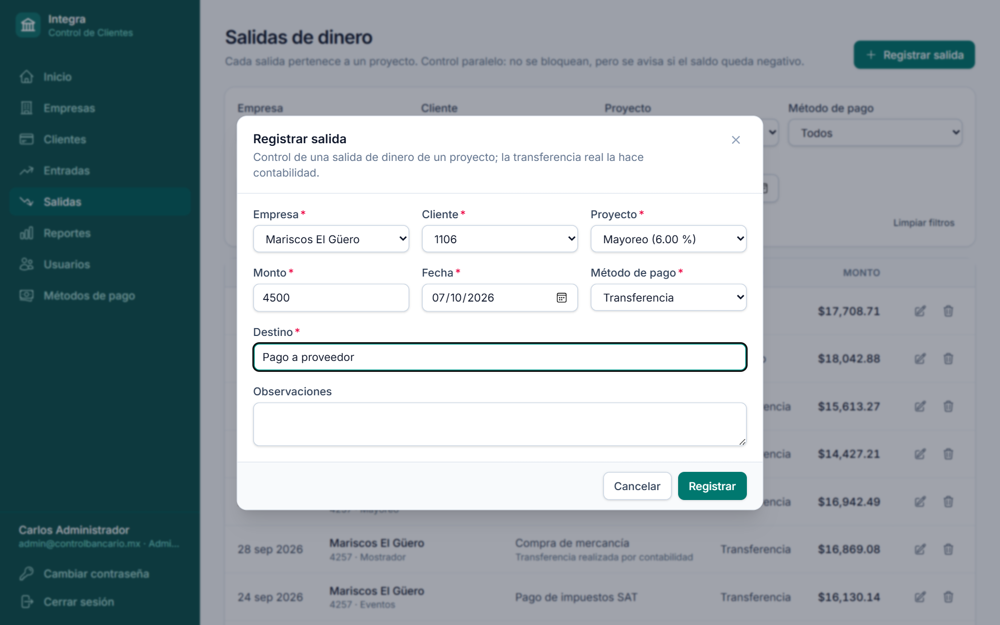 Integra
Control de Clientes
Inicio
Empresas
Clientes
Entradas
Salidas
Reportes
Usuarios
Métodos de pago
Carlos Administrador
admin@controlbancario.mx · Admi...
Cambiar contraseña
Cerrar sesión
Salidas de dinero
Cada salida pertenece a un proyecto. Control paralelo: no se bloquean, pero se avisa si el saldo queda negativo.
+ Registrar salida
Empresa Cliente Proyecto Método de pago
Todos
Limpiar filtros
Registrar salida
Control de una salida de dinero de un proyecto; la transferencia real la hace
contabilidad.
Empresa* Cliente* Proyecto*
Mariscos El Güero 1106 Mayoreo (6.00 %)
Monto* Fecha* Método de pago*
4500 07/10/2026 Transferencia
Destino*
Pago a proveedor
Observaciones
Cancelar Registrar
MONTO
$17,708.71
$18,042.88
encia $15,613.27
encia $14,427.21
encia $16,942.49
4257 · Mayoreo
28 sep 2026 Mariscos El Güero Compra de mercancía Transferencia $16,869.08
4257 · Mostrador Transferencia realizada por contabilidad
24 sep 2026 Mariscos El Güero Pago de impuestos SAT Transferencia $16,130.14
4257 · Eventos